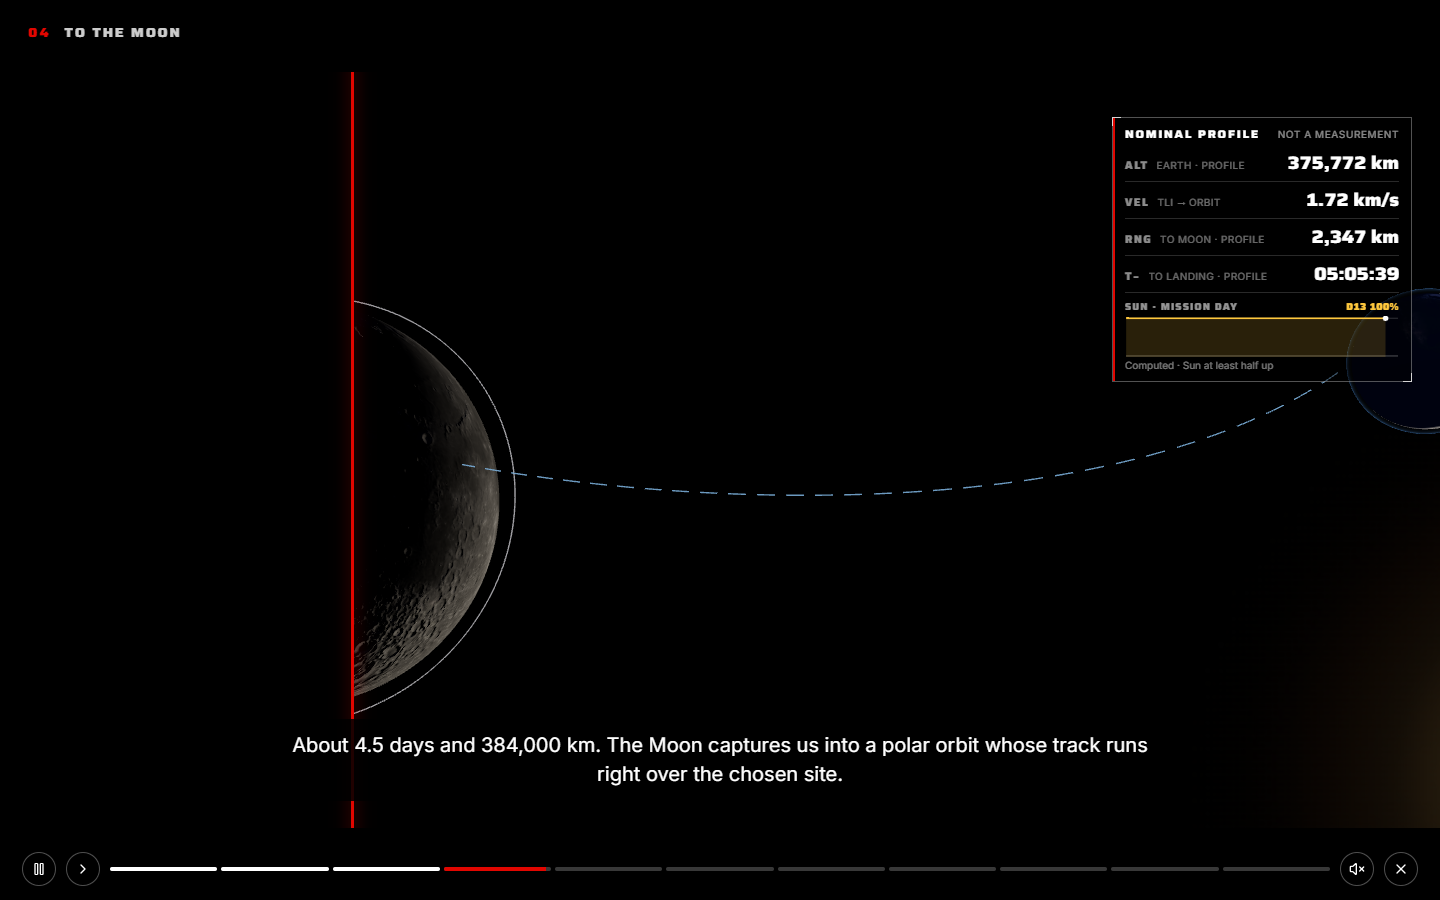 04 TO THE MOON
NOMINAL PROFILE NOT A MEASUREMENT
ALT EARTH · PROFILE 375,772 km
VEL TLI → ORBIT 1.72 km/s
RNG TO MOON · PROFILE 2,347 km
T- TO LANDING · PROFILE 05:05:39
SUN · MISSION DAY D13 100%
Computed · Sun at least half up
About 4.5 days and 384,000 km. The Moon captures us into a polar orbit whose track runs
right over the chosen site.